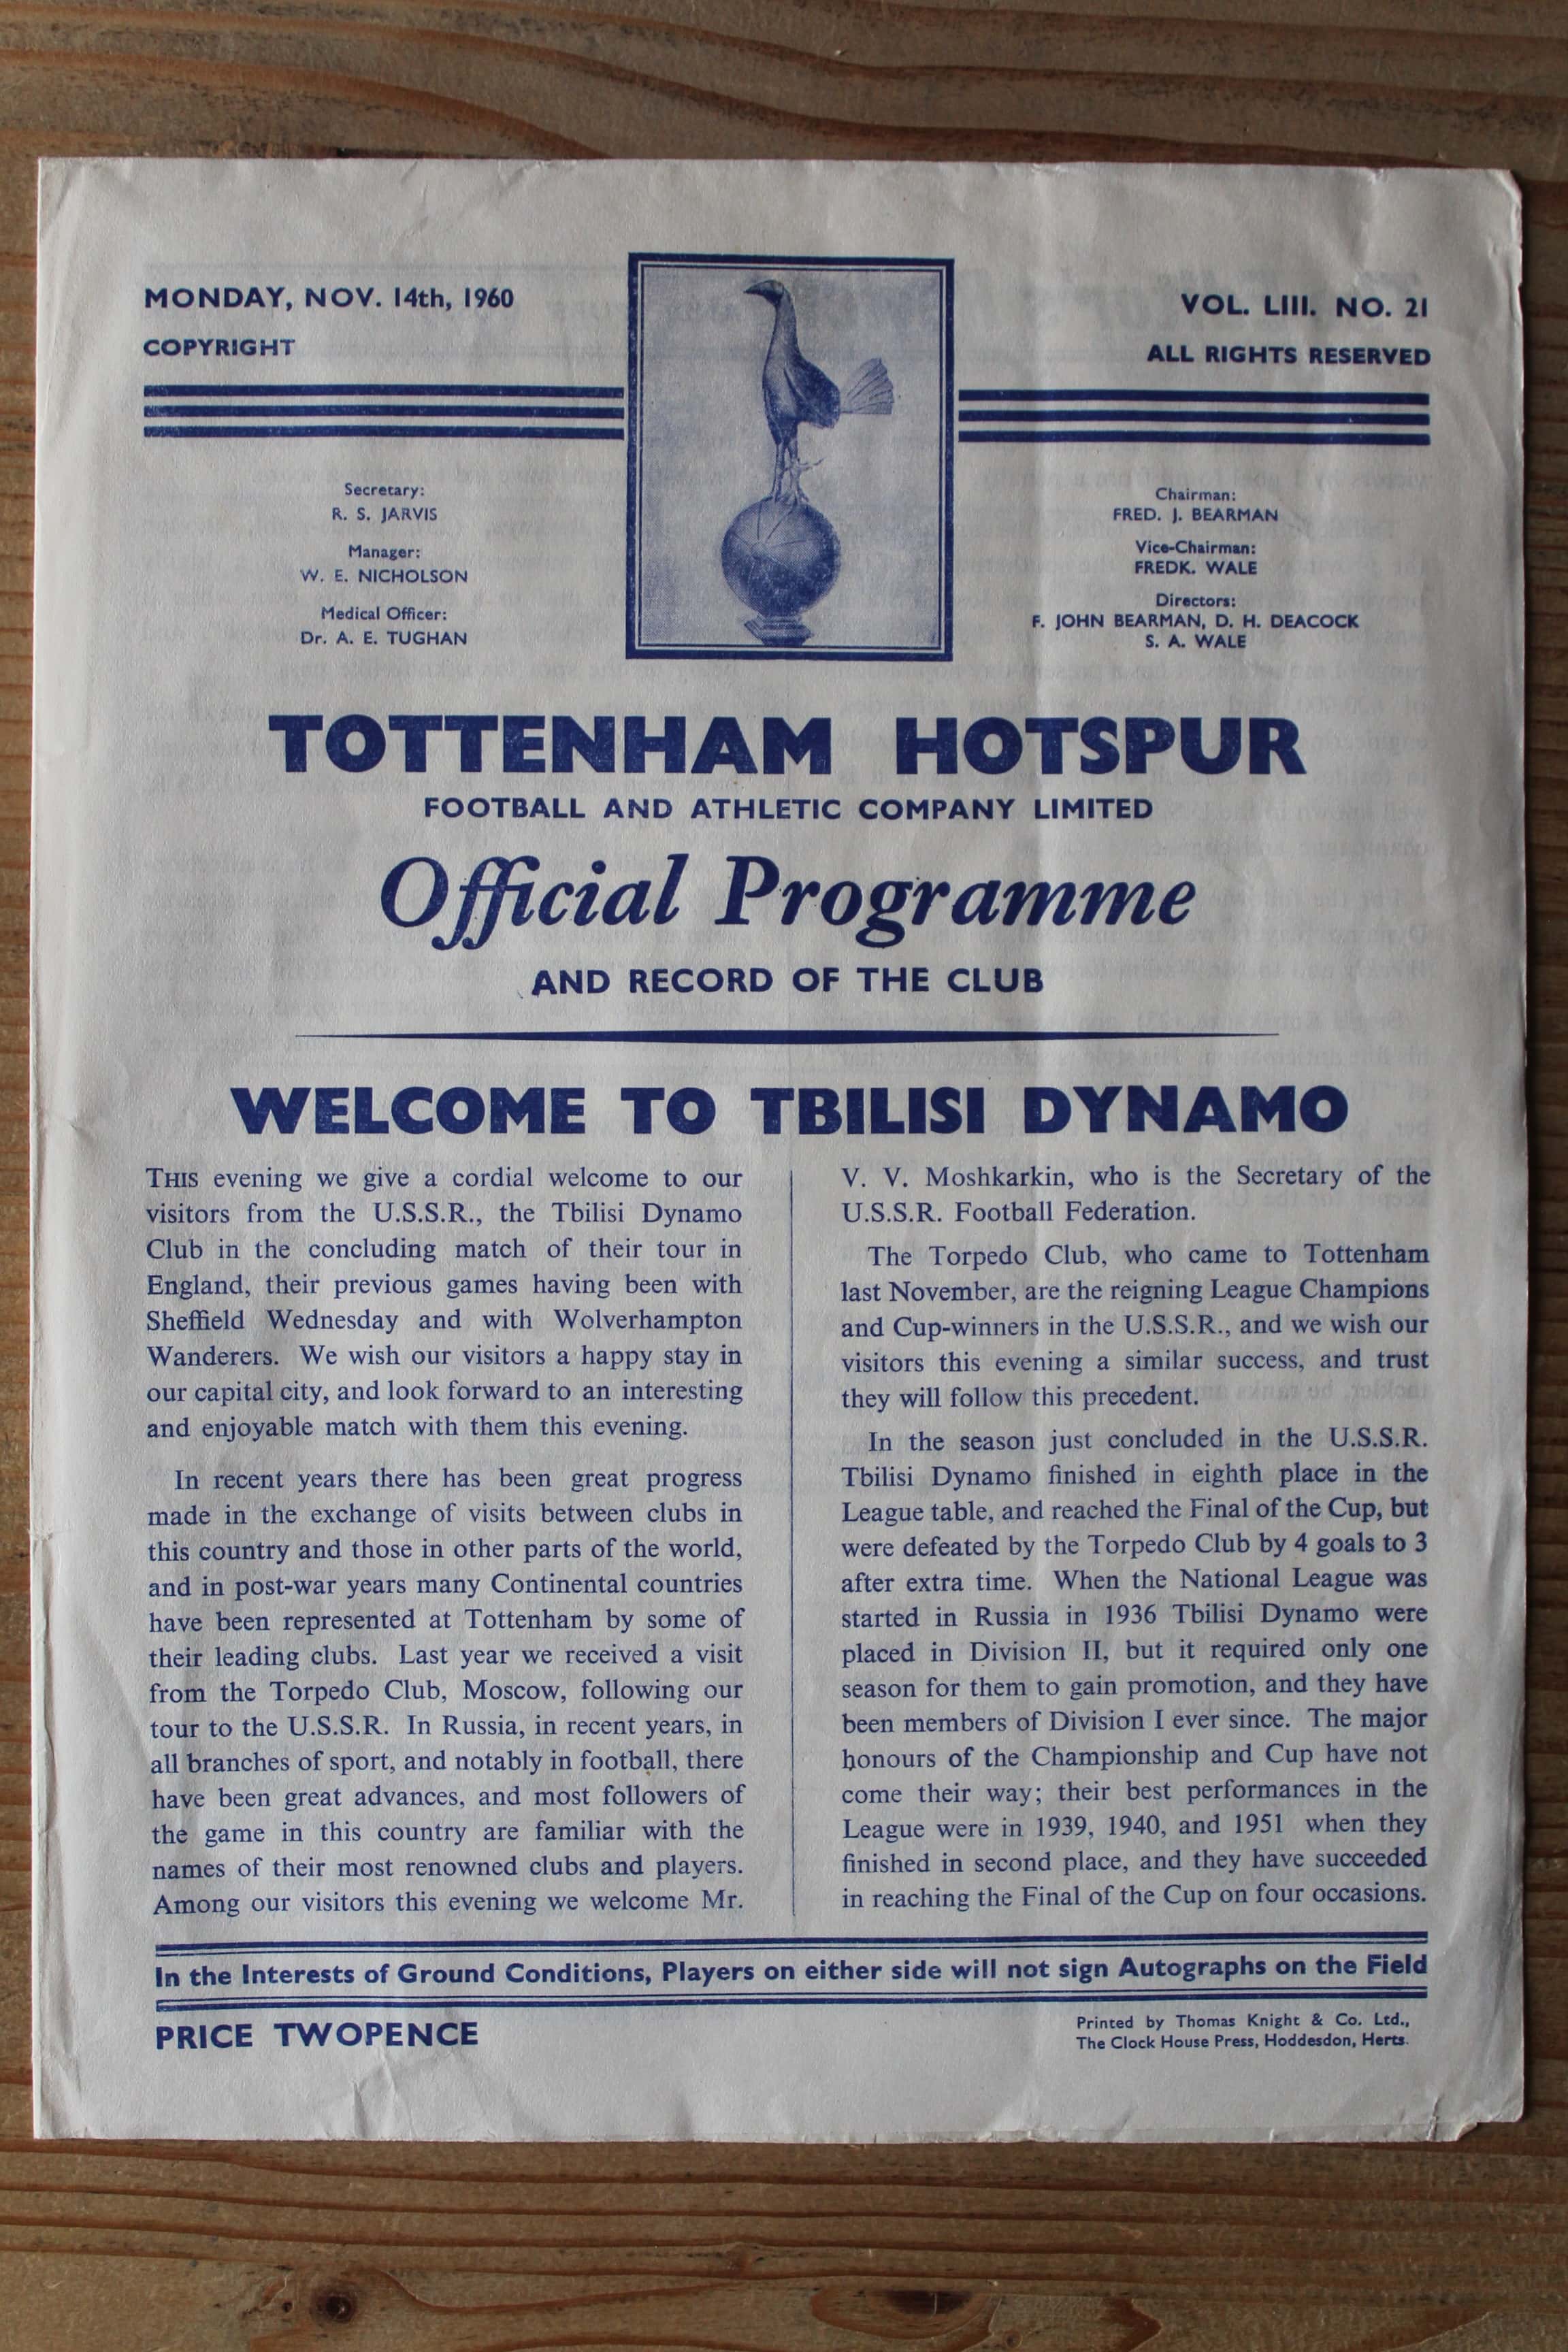 MONDAY, NOV. 14th, 1960
COPYRIGHT
VOL. LIII. NO. 21
ALL RIGHTS RESERVED
Secretary:
R. S. JARVIS
Manager:
W. E. NICHOLSON
Medical Officer:
Dr. A. E. TUGHAN
Chairman:
FRED. J. BEARMAN
Vice-Chairman:
FREDK. WALE
Directors:
F. JOHN BEARMAN, D. H. DEACOCK
S. A. WALE
TOTTENHAM HOTSPUR
FOOTBALL AND ATHLETIC COMPANY LIMITED
Official Programme
AND RECORD OF THE CLUB
WELCOME TO TBILISI DYNAMO
THIS evening we give a cordial welcome to our
visitors from the U.S.S.R., the Tbilisi Dynamo
Club in the concluding match of their tour in
England, their previous games having been with
Sheffield Wednesday and with Wolverhampton
Wanderers. We wish our visitors a happy stay in
our capital city, and look forward to an interesting
and enjoyable match with them this evening.
In recent years there has been great progress
made in the exchange of visits between clubs in
this country and those in other parts of the world,
and in post-war years many Continental countries
have been represented at Tottenham by some of
their leading clubs. Last year we received a visit
from the Torpedo Club, Moscow, following our
tour to the U.S.S.R. In Russia, in recent years, in
all branches of sport, and notably in football, there
have been great advances, and most followers of
the game in this country are familiar with the
names of their most renowned clubs and players.
Among our visitors this evening we welcome Mr.
V. V. Moshkarkin, who is the Secretary of the
U.S.S.R. Football Federation.
The Torpedo Club, who came to Tottenham
last November, are the reigning League Champions
and Cup-winners in the U.S.S.R., and we wish our
visitors this evening a similar success, and trust
they will follow this precedent.
In the season just concluded in the U.S.S.R.
Tbilisi Dynamo finished in eighth place in the
League table, and reached the Final of the Cup, but
were defeated by the Torpedo Club by 4 goals to 3
after extra time. When the National League was
started in Russia in 1936 Tbilisi Dynamo were
placed in Division II, but it required only one
season for them to gain promotion, and they have
been members of Division I ever since. The major
honours of the Championship and Cup have not
come their way; their best performances in the
League were in 1939, 1940, and 1951 when they
finished in second place, and they have succeeded
in reaching the Final of the Cup on four occasions.
In the Interests of Ground Conditions, Players on either side will not sign Autographs on the Field
PRICE TWOPENCE
Printed by Thomas Knight & Co. Ltd.,
The Clock House Press, Hoddesdon, Herts.